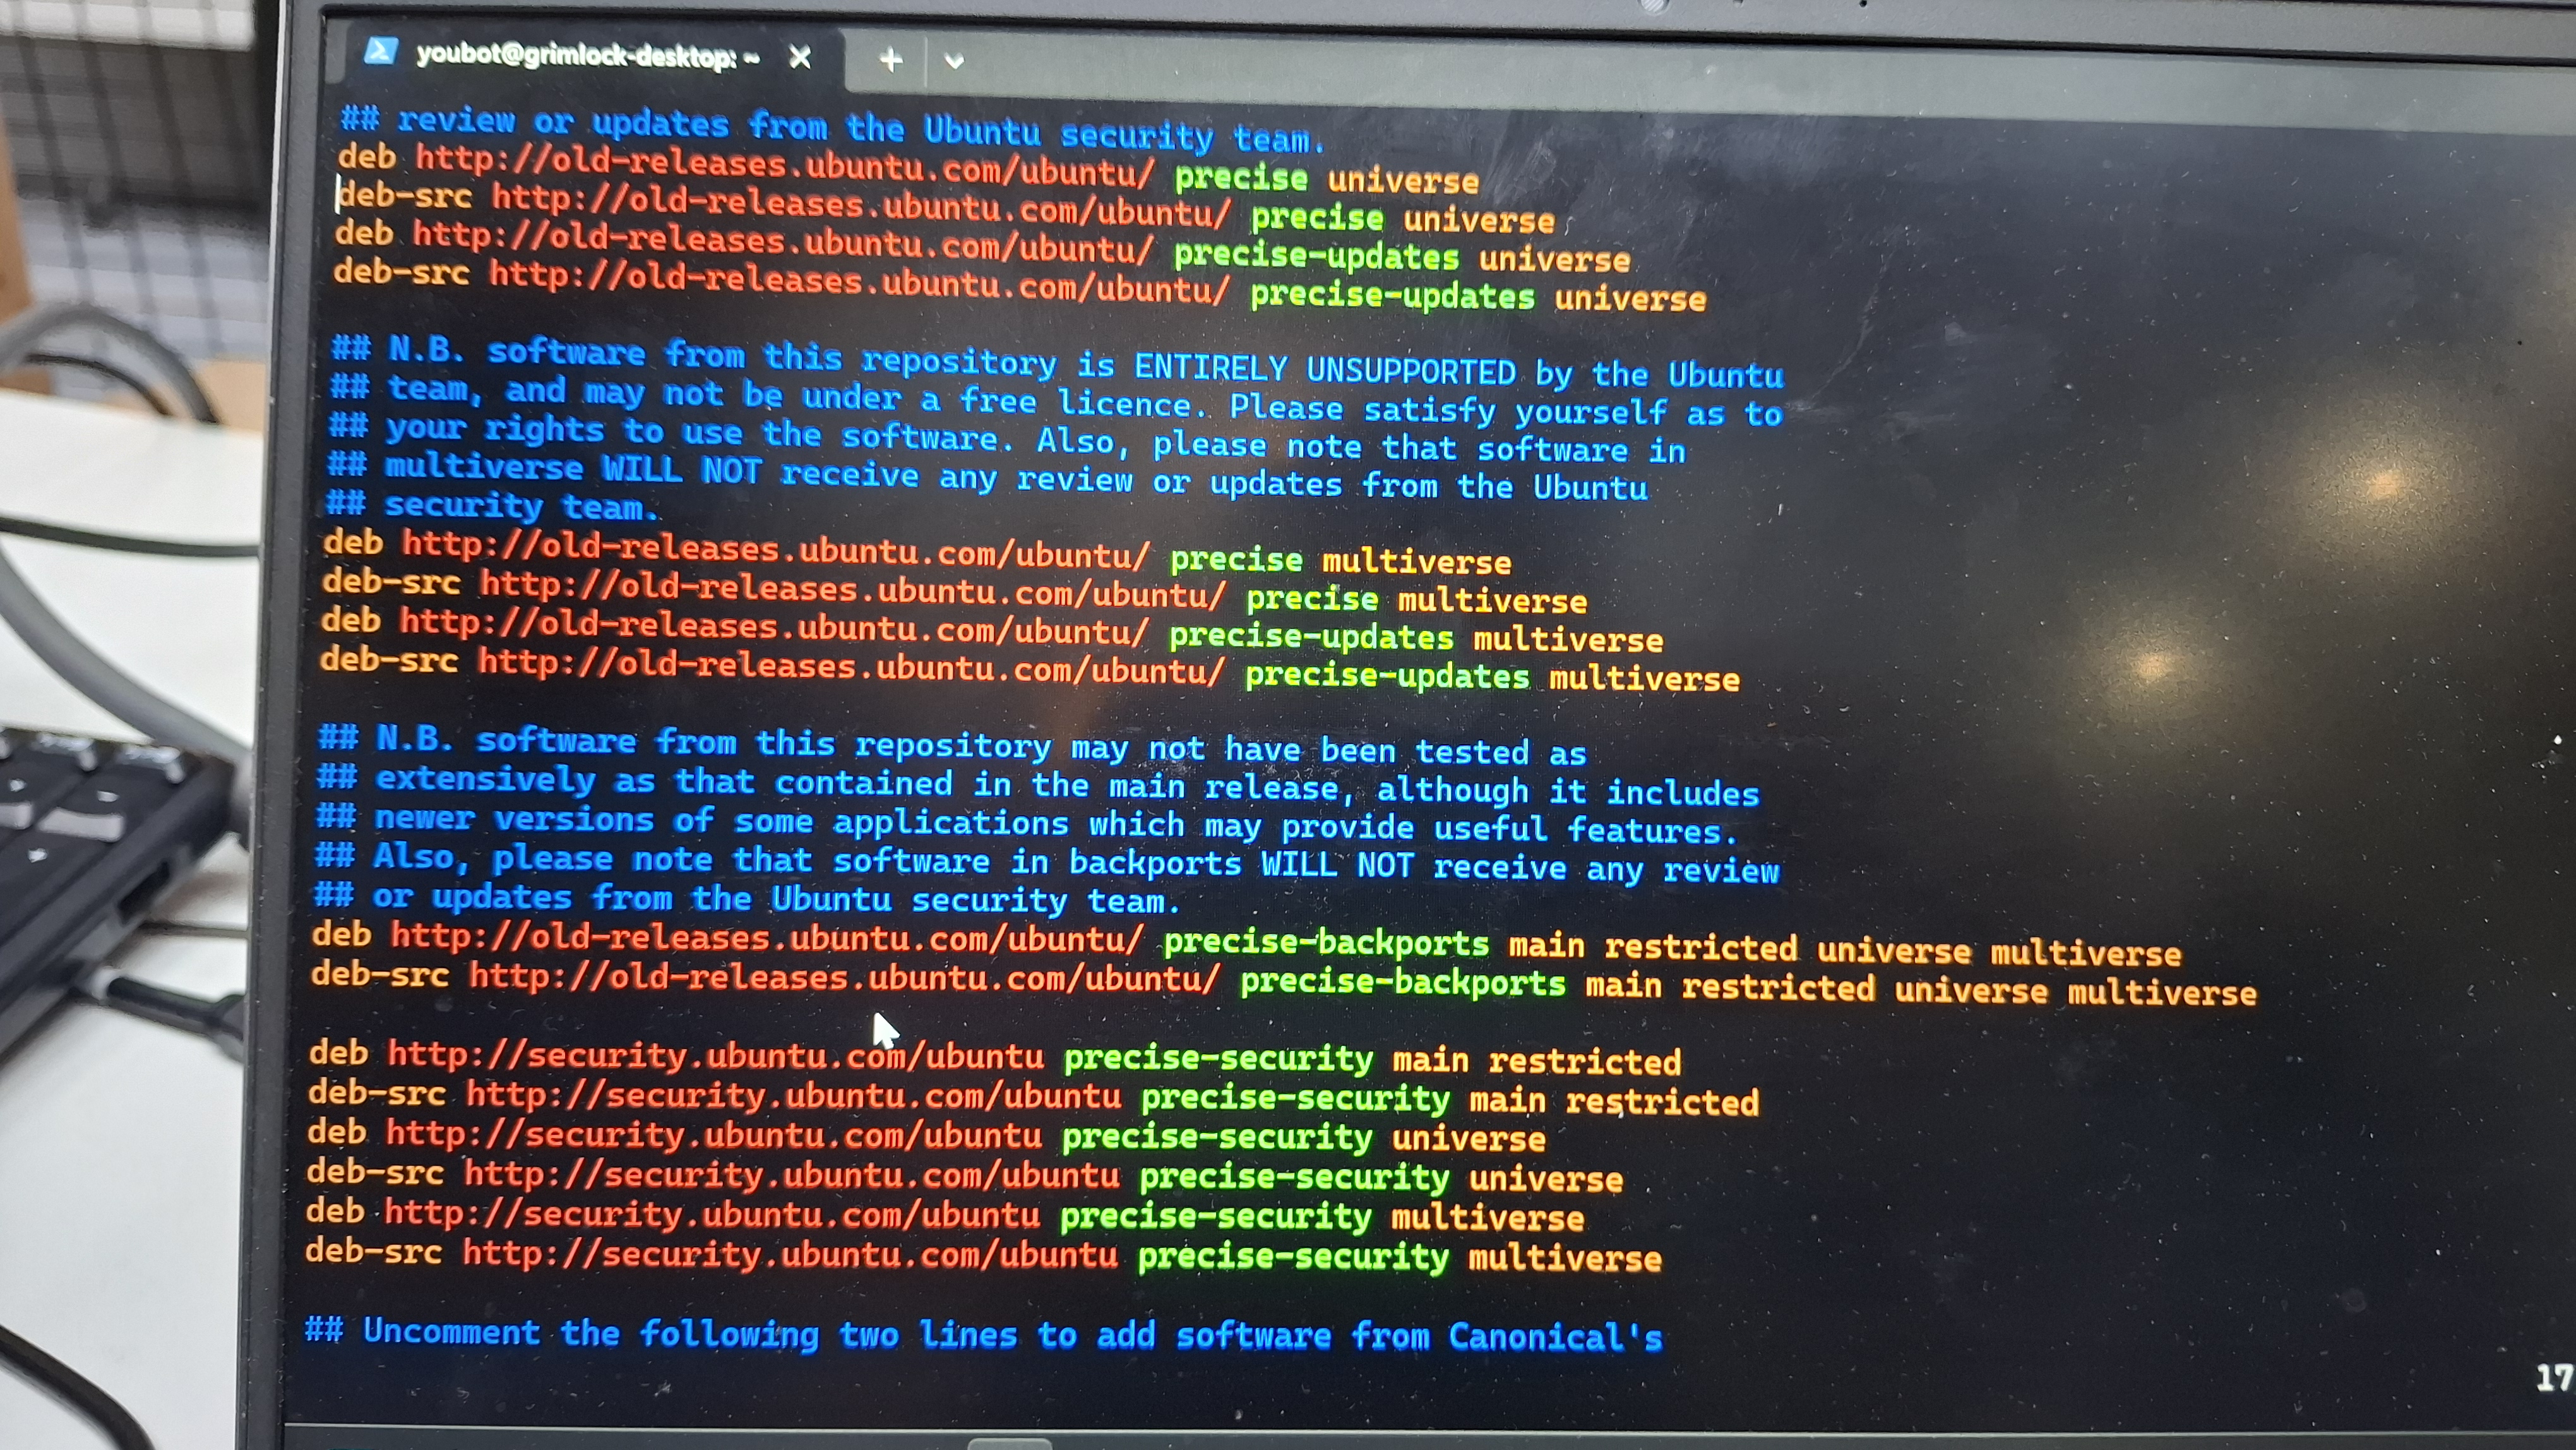 youbot@grimlock-desktop: ~
## review or updates from the Ubuntu security team.
deb http://old-releases.ubuntu.com/ubuntu/ precise universe
deb-src http://old-releases.ubuntu.com/ubuntu/ precise universe
deb http://old-releases.ubuntu.com/ubuntu/ precise-updates universe
deb-src http://old-releases.ubuntu.com/ubuntu/ precise-updates universe
## N.B. software from this repository is ENTIRELY UNSUPPORTED by the Ubuntu
## team, and may not be under a free licence. Please satisfy yourself as to
## your rights to use the software. Also, please note that software in
## multiverse WILL NOT receive any review or updates from the Ubuntu
## security team.
deb http://old-releases.ubuntu.com/ubuntu/ precise multiverse
deb-src http://old-releases.ubuntu.com/ubuntu/ precise multiverse
deb http://old-releases.ubuntu.com/ubuntu/ precise-updates multiverse
deb-src http://old-releases.ubuntu.com/ubuntu/ precise-updates multiverse
## N.B. software from this repository may not have been tested as
## extensively as that contained in the main release, although it includes
## newer versions of some applications which may provide useful features.
## Also, please note that software in backports WILL NOT receive any review
## or updates from the Ubuntu security team.
deb http://old-releases.ubuntu.com/ubuntu/ precise-backports main restricted universe multiverse
deb-src http://old-releases.ubuntu.com/ubuntu/ precise-backports main restricted universe multiverse
deb http://security.ubuntu.com/ubuntu precise-security main restricted
deb-src http://security.ubuntu.com/ubuntu precise-security main restricted
deb http://security.ubuntu.com/ubuntu precise-security universe
deb-src http://security.ubuntu.com/ubuntu precise-security universe
deb http://security.ubuntu.com/ubuntu precise-security multiverse
deb-src http://security.ubuntu.com/ubuntu precise-security multiverse
## Uncomment the following two lines to add software from Canonical's
17